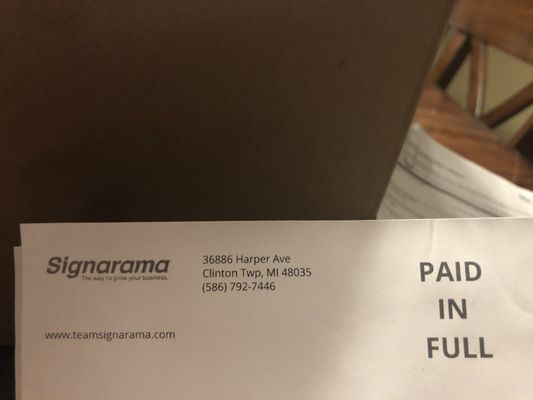 Signarama
The way to grow your business.
36886 Harper Ave
Clinton Twp, MI 48035
(586) 792-7446
www.teamsignarama.com
PAID
IN
FULL